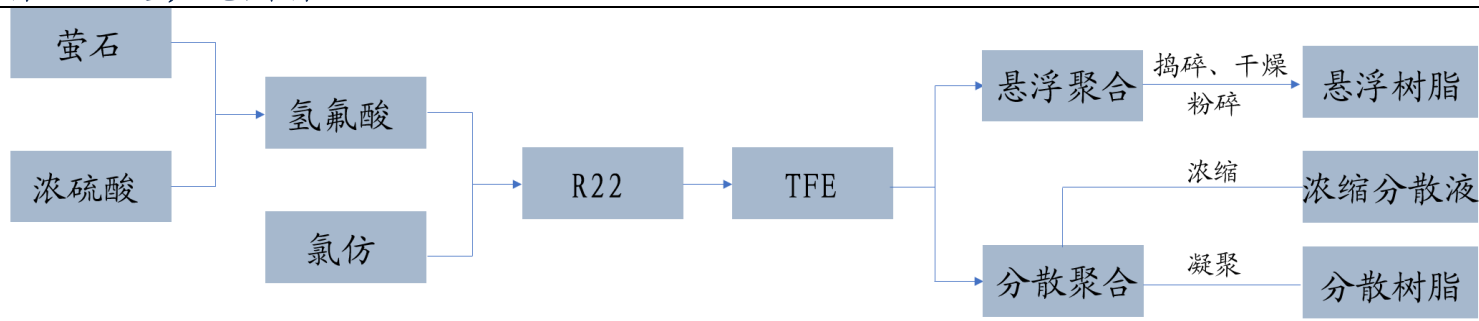 萤石
浓硫酸
氢氟酸
氯仿
R22
TFE
悬浮聚合
捣碎、干燥
粉碎
悬浮树脂
浓缩
浓缩分散液
分散聚合
凝聚
分散树脂